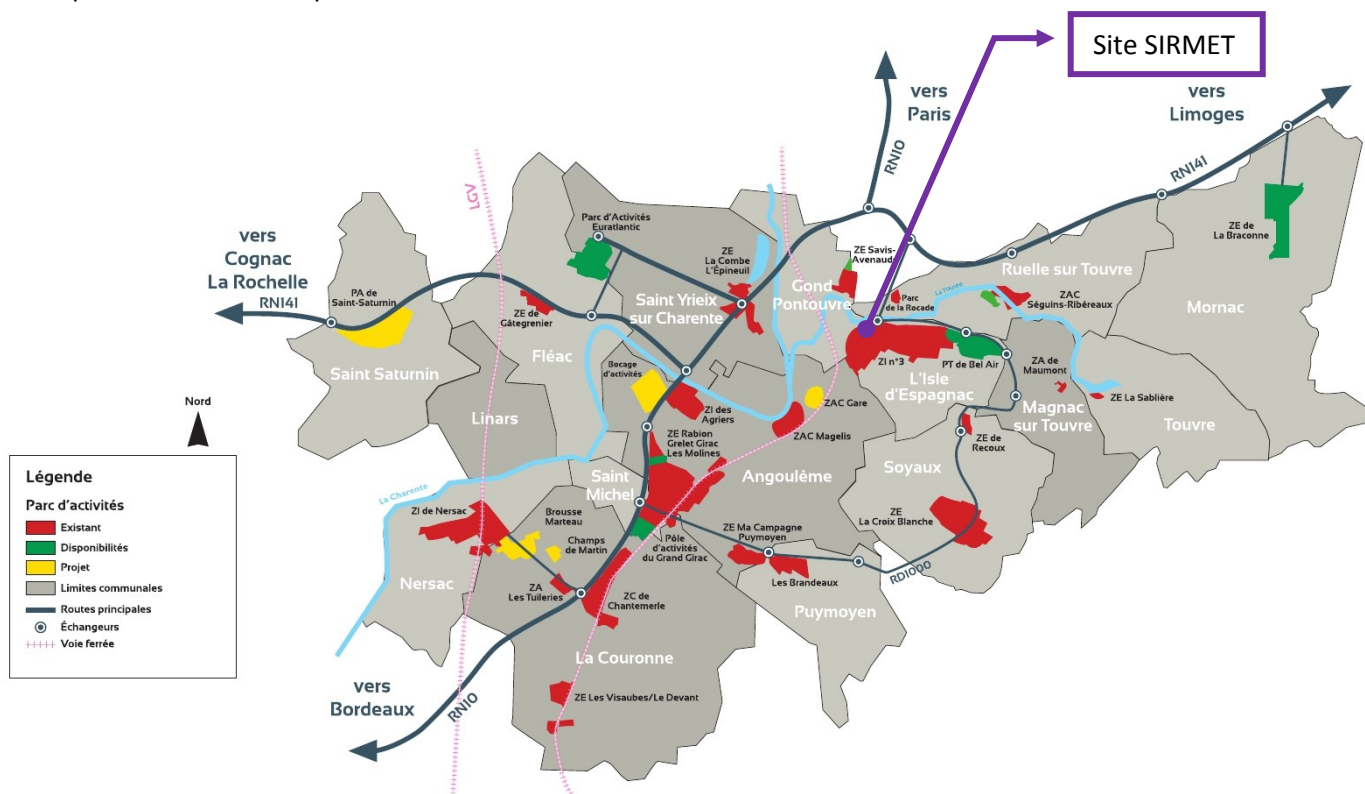 Site SIRMET
vers
Paris
vers
Limoges
RN10
RN141
LGV
Parc d'Activités
Euratlantic
ZE
La Combe
L'Épineuil
ZE Savis-
Avenauds
ZE de
La Braconne
vers
Cognac
La Rochelle
RN141
PA de
Saint-Saturnin
Saint Yrieix
sur Charente
Gond
Pontouvre
Ruelle sur Touvre
La Touvre
Parc
de la Rocade
ZAC
Séguins-Ribéreaux
Mornac
ZE de
Gâtegrenier
Fléac
Saint Saturnin
Bocage
d'activités
ZI n°3
PT de Bel Air
ZA de
Maumont
L'Isle
d'Espagnac
ZE La Sablière
Magnac
sur Touvre
Touvre
Nord
Linars
ZI des
Agriers
ZAC Gare
ZAC Magelis
ZE Rabion
Grelet Girac
Les Molines
ZE de
Recoux
Soyaux
Angoulême
Saint
Michel
Légende
Parc d'activités
Existant
Disponibilités
Projet
Limites communales
Routes principales
Échangeurs
Voie ferrée
La Charente
ZI de Nersac
Brousse
Marteau
Champs
de Martin
Pôle
d'activités
du Grand Girac
ZE Ma Campagne
Puymoyen
ZE
La Croix Blanche
Nersac
ZA
Les Tuileries
ZC de
Chantemerle
Les Brandeaux
RD1000
Puymoyen
La Couronne
vers
Bordeaux
RN10
ZE Les Visaubes/Le Devant